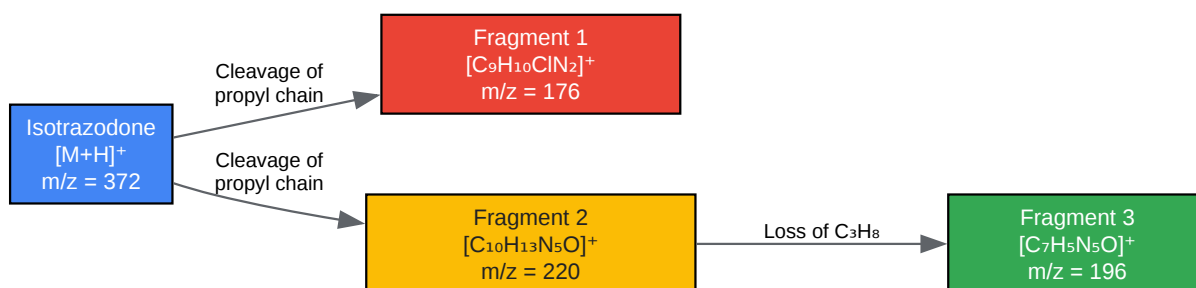 Fragment 1
[C₉H₁₀ClN₂]⁺
m/z = 176
Cleavage of
propyl chain
Isotrazodone
[M+H]⁺
m/z = 372
Cleavage of
propyl chain
Fragment 2
[C₁₀H₁₃N₅O]⁺
m/z = 220
Loss of C₃H₈
Fragment 3
[C₇H₅N₅O]⁺
m/z = 196